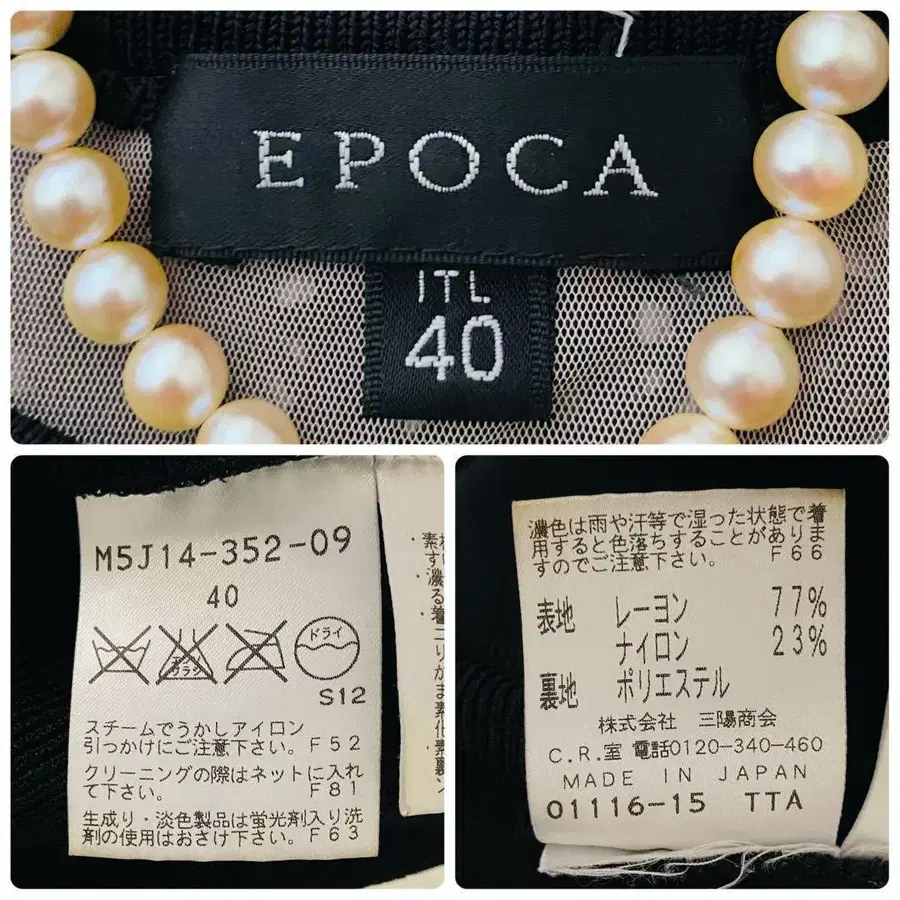 EPOCA
ITL
40
M5J14-352-09
40
エンソ
サラシ
ドライ
S12
スチームでうかしアイロン
引っかけにご注意下さい。F52
クリーニングの際はネットに入れ
て下さい。 F81
生成り・淡色製品は蛍光剤入り洗
剤の使用はおさけ下さい。F63
濃色は雨や汗等で湿った状態で着
用すると色落ちすることがありま
すのでご注意下さい。 F66
表地 レーヨン 77%
ナイロン 23%
裏地 ポリエステル
株式会社 三陽商会
C.R.室 電話0120-340-460
MADE IN JAPAN
01116-15 TTA